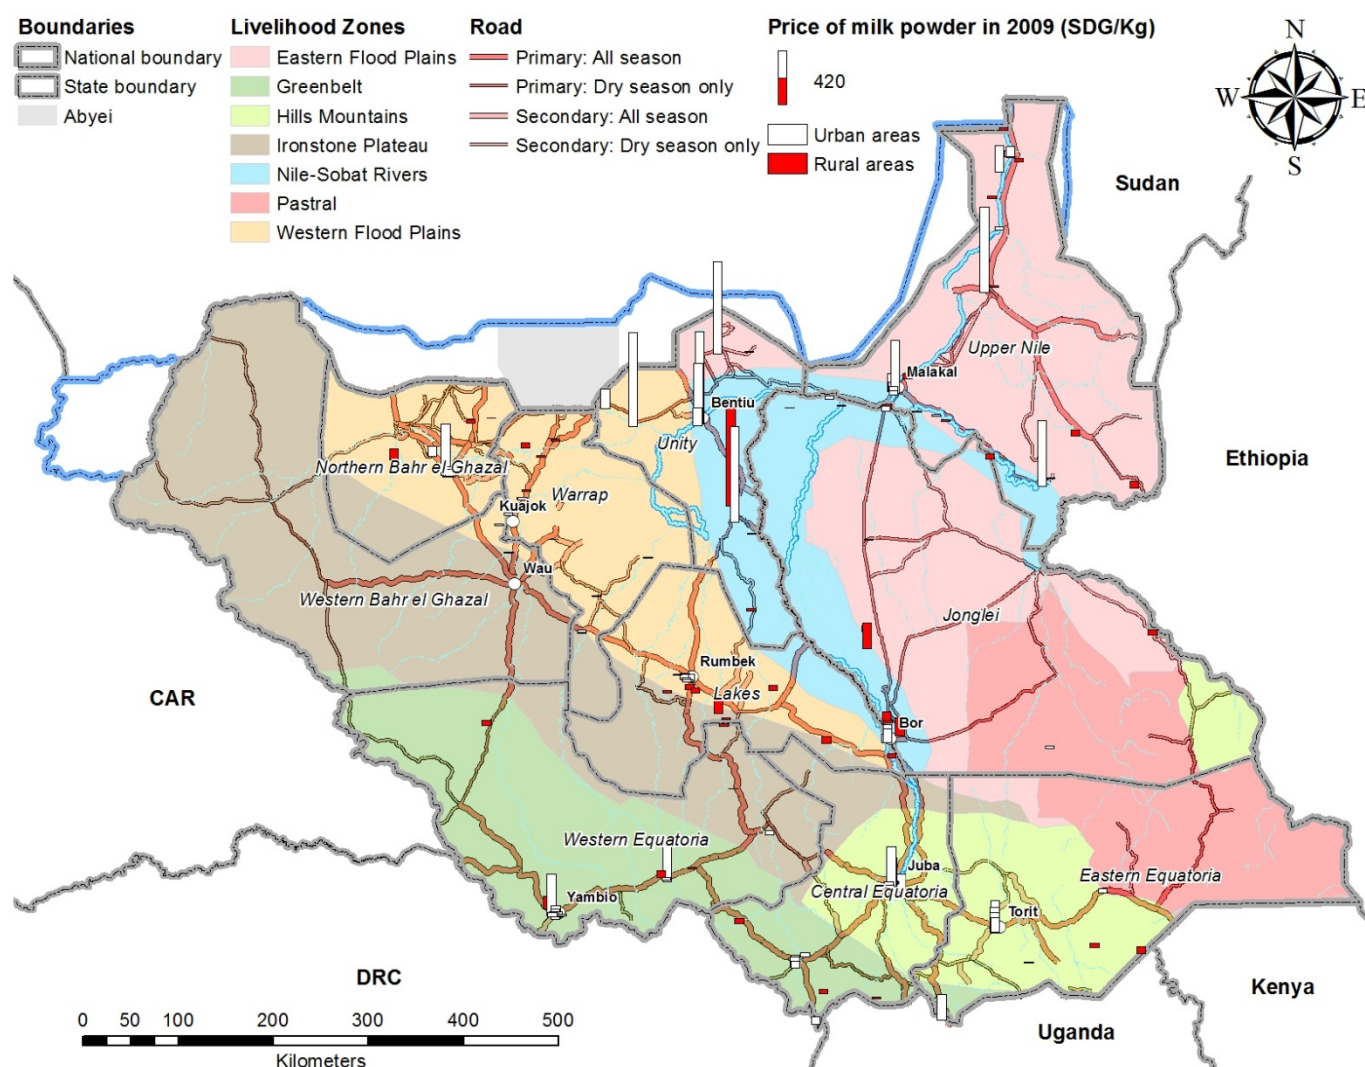 Boundaries
National boundary
State boundary
Abyei
Livelihood Zones
Eastern Flood Plains
Greenbelt
Hills Mountains
Ironstone Plateau
Nile-Sobat Rivers
Pastral
Western Flood Plains
Road
Primary: All season
Primary: Dry season only
Secondary: All season
Secondary: Dry season only
Price of milk powder in 2009 (SDG/Kg)
420
Urban areas
Rural areas
N
W E
S
Sudan
Upper Nile
Malakal
Bentiu
Unity
Ethiopia
Northern Bahr el Ghazal
Warrap
Kuajok
Wau
Western Bahr el Ghazal
Jonglei
Rumbek
Lakes
CAR
Bor
Western Equatoria
Juba
Eastern Equatoria
Central Equatoria
Yambio
Torit
DRC
Kenya
Uganda
0 50 100 200 300 400 500
Kilometers